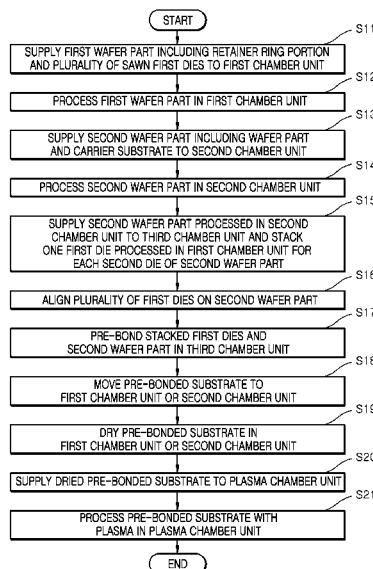 START
S11
SUPPLY FIRST WAFER PART INCLUDING RETAINER RING PORTION
AND PLURALITY OF SAWN FIRST DIES TO FIRST CHAMBER UNIT
S12
PROCESS FIRST WAFER PART IN FIRST CHAMBER UNIT
S13
SUPPLY SECOND WAFER PART INCLUDING WAFER PART
AND CARRIER SUBSTRATE TO SECOND CHAMBER UNIT
S14
PROCESS SECOND WAFER PART IN SECOND CHAMBER UNIT
S15
SUPPLY SECOND WAFER PART PROCESSED IN SECOND
CHAMBER UNIT TO THIRD CHAMBER UNIT AND STACK
ONE FIRST DIE PROCESSED IN FIRST CHAMBER UNIT FOR
EACH SECOND DIE OF SECOND WAFER PART
S16
ALIGN PLURALITY OF FIRST DIES ON SECOND WAFER PART
S17
PRE-BOND STACKED FIRST DIES AND
SECOND WAFER PART IN THIRD CHAMBER UNIT
S18
MOVE PRE-BONDED SUBSTRATE TO
FIRST CHAMBER UNIT OR SECOND CHAMBER UNIT
S19
DRY PRE-BONDED SUBSTRATE IN
FIRST CHAMBER UNIT OR SECOND CHAMBER UNIT
S20
SUPPLY DRIED PRE-BONDED SUBSTRATE TO PLASMA CHAMBER UNIT
S21
PROCESS PRE-BONDED SUBSTRATE WITH
PLASMA IN PLASMA CHAMBER UNIT
END